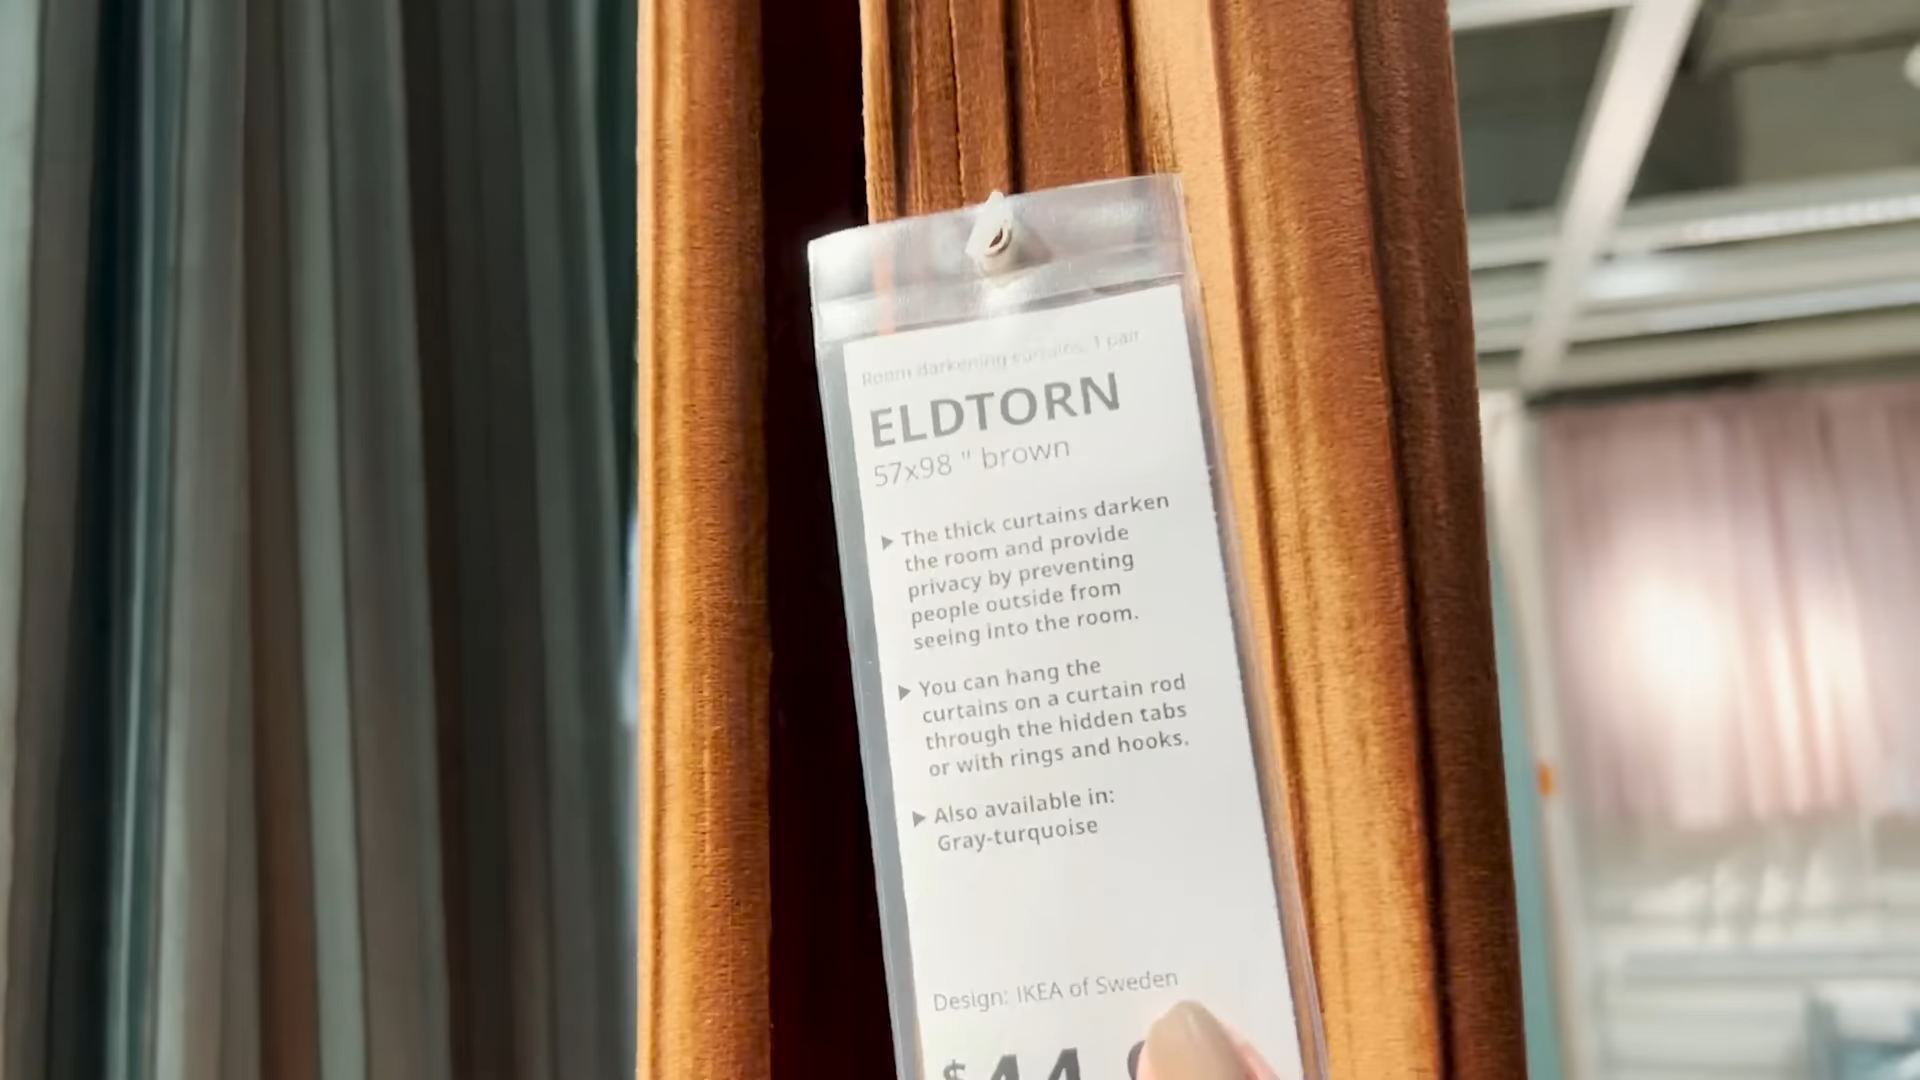 Room darkening curtains, 1 pair
ELDTORN
57x98 " brown
▶ The thick curtains darken
the room and provide
privacy by preventing
people outside from
seeing into the room.
▶ You can hang the
curtains on a curtain rod
through the hidden tabs
or with rings and hooks.
▶ Also available in:
Gray-turquoise
Design: IKEA of Sweden
$44